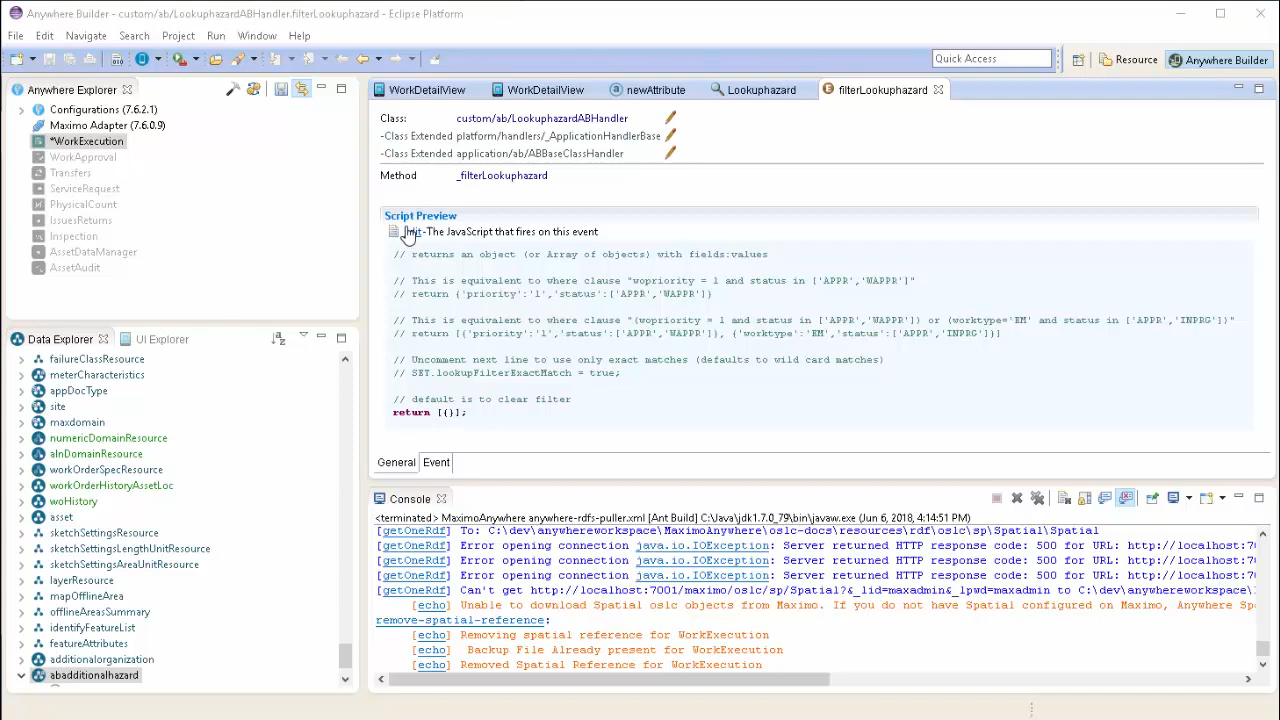 Anywhere Builder - custom/ab/LookuphazardABHandler.filterLookuphazard - Eclipse Platform
File Edit Navigate Search Project Run Window Help
Quick Access
Resource
Anywhere Builder
Anywhere Explorer
Configurations (7.6.2.1)
Maximo Adapter (7.6.0.9)
*WorkExecution
WorkApproval
Transfers
ServiceRequest
PhysicalCount
IssuesReturns
Inspection
AssetDataManager
AssetAudit
Data Explorer
UI Explorer
failureClassResource
meterCharacteristics
appDocType
site
maxdomain
numericDomainResource
alnDomainResource
workOrderSpecResource
workOrderHistoryAssetLoc
woHistory
asset
sketchSettingsResource
sketchSettingsLengthUnitResource
sketchSettingsAreaUnitResource
layerResource
mapOfflineArea
offlineAreasSummary
identifyFeatureList
featureAttributes
additionalorganization
abadditionalhazard
WorkDetailView
WorkDetailView
newAttribute
Lookuphazard
filterLookuphazard
Class: custom/ab/LookuphazardABHandler
-Class Extended platform/handlers/_ApplicationHandlerBase
-Class Extended application/ab/ABBaseClassHandler
Method _filterLookuphazard
Script Preview
-The JavaScript that fires on this event
// returns an object (or Array of objects) with fields:values
// This is equivalent to where clause "wopriority = 1 and status in ['APPR','WAPPR']"
// return {'priority':'1','status':['APPR','WAPPR']}
// This is equivalent to where clause "(wopriority = 1 and status in ['APPR','WAPPR']) or (worktype='EM' and status in ['APPR','INPRG'])"
// return [{'priority':'1','status':['APPR','WAPPR']}, {'worktype':'EM','status':['APPR','INPRG']}]
// Uncomment next line to use only exact matches (defaults to wild card matches)
// SET.lookupFilterExactMatch = true;
// default is to clear filter
return [{}];
General Event
Console
<terminated> MaximoAnywhere anywhere-rdfs-puller.xml [Ant Build] C:\Java\jdk1.7.0_79\bin\javaw.exe (Jun 6, 2018, 4:14:51 PM)
[getOneRdf] To: C:\dev\anywhereworkspace\MaximoAnywhere\oslc-docs\resources\rdf\oslc\sp\Spatial\Spatial
[getOneRdf] Error opening connection java.io.IOException: Server returned HTTP response code: 500 for URL: http://localhost:70
[getOneRdf] Error opening connection java.io.IOException: Server returned HTTP response code: 500 for URL: http://localhost:70
[getOneRdf] Error opening connection java.io.IOException: Server returned HTTP response code: 500 for URL: http://localhost:70
[getOneRdf] Can't get http://localhost:7001/maximo/oslc/sp/Spatial?&_lid=maxadmin&_lpwd=maxadmin to C:\dev\anywhereworkspace\
[echo] Unable to download Spatial oslc objects from Maximo. If you do not have Spatial configured on Maximo, Anywhere Sp
remove-spatial-reference:
[echo] Removing spatial reference for WorkExecution
[echo] Backup File Already present for WorkExecution
[echo] Removed Spatial Reference for WorkExecution